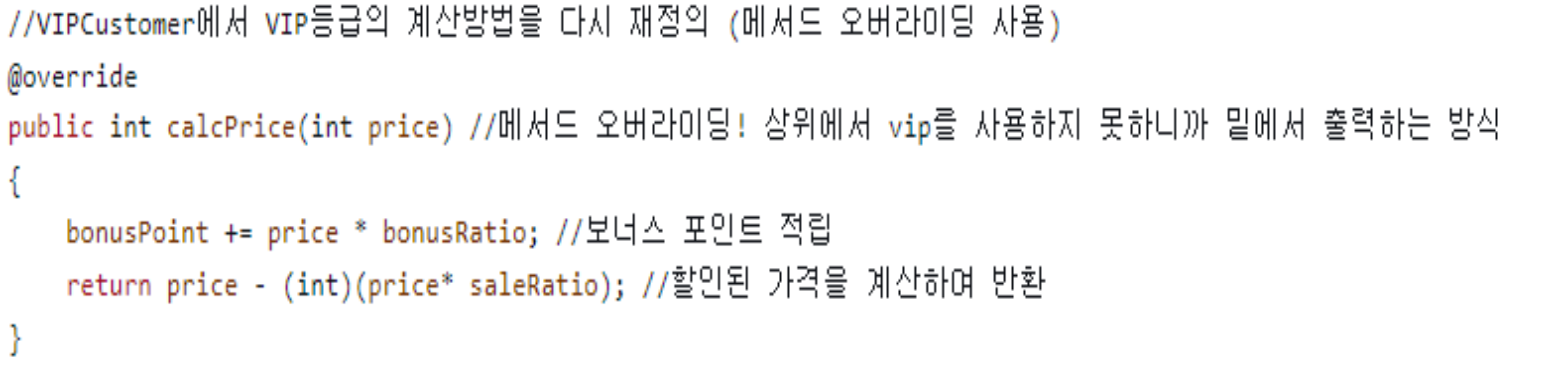 //VIPCustomer에서 VIP등급의 계산방법을 다시 재정의 (메서드 오버라이딩 사용)
@override
public int calcPrice(int price) //메서드 오버라이딩! 상위에서 vip를 사용하지 못하니까 밑에서 출력하는 방식
{
    bonusPoint += price * bonusRatio; //보너스 포인트 적립
    return price - (int)(price* saleRatio); //할인된 가격을 계산하여 반환
}